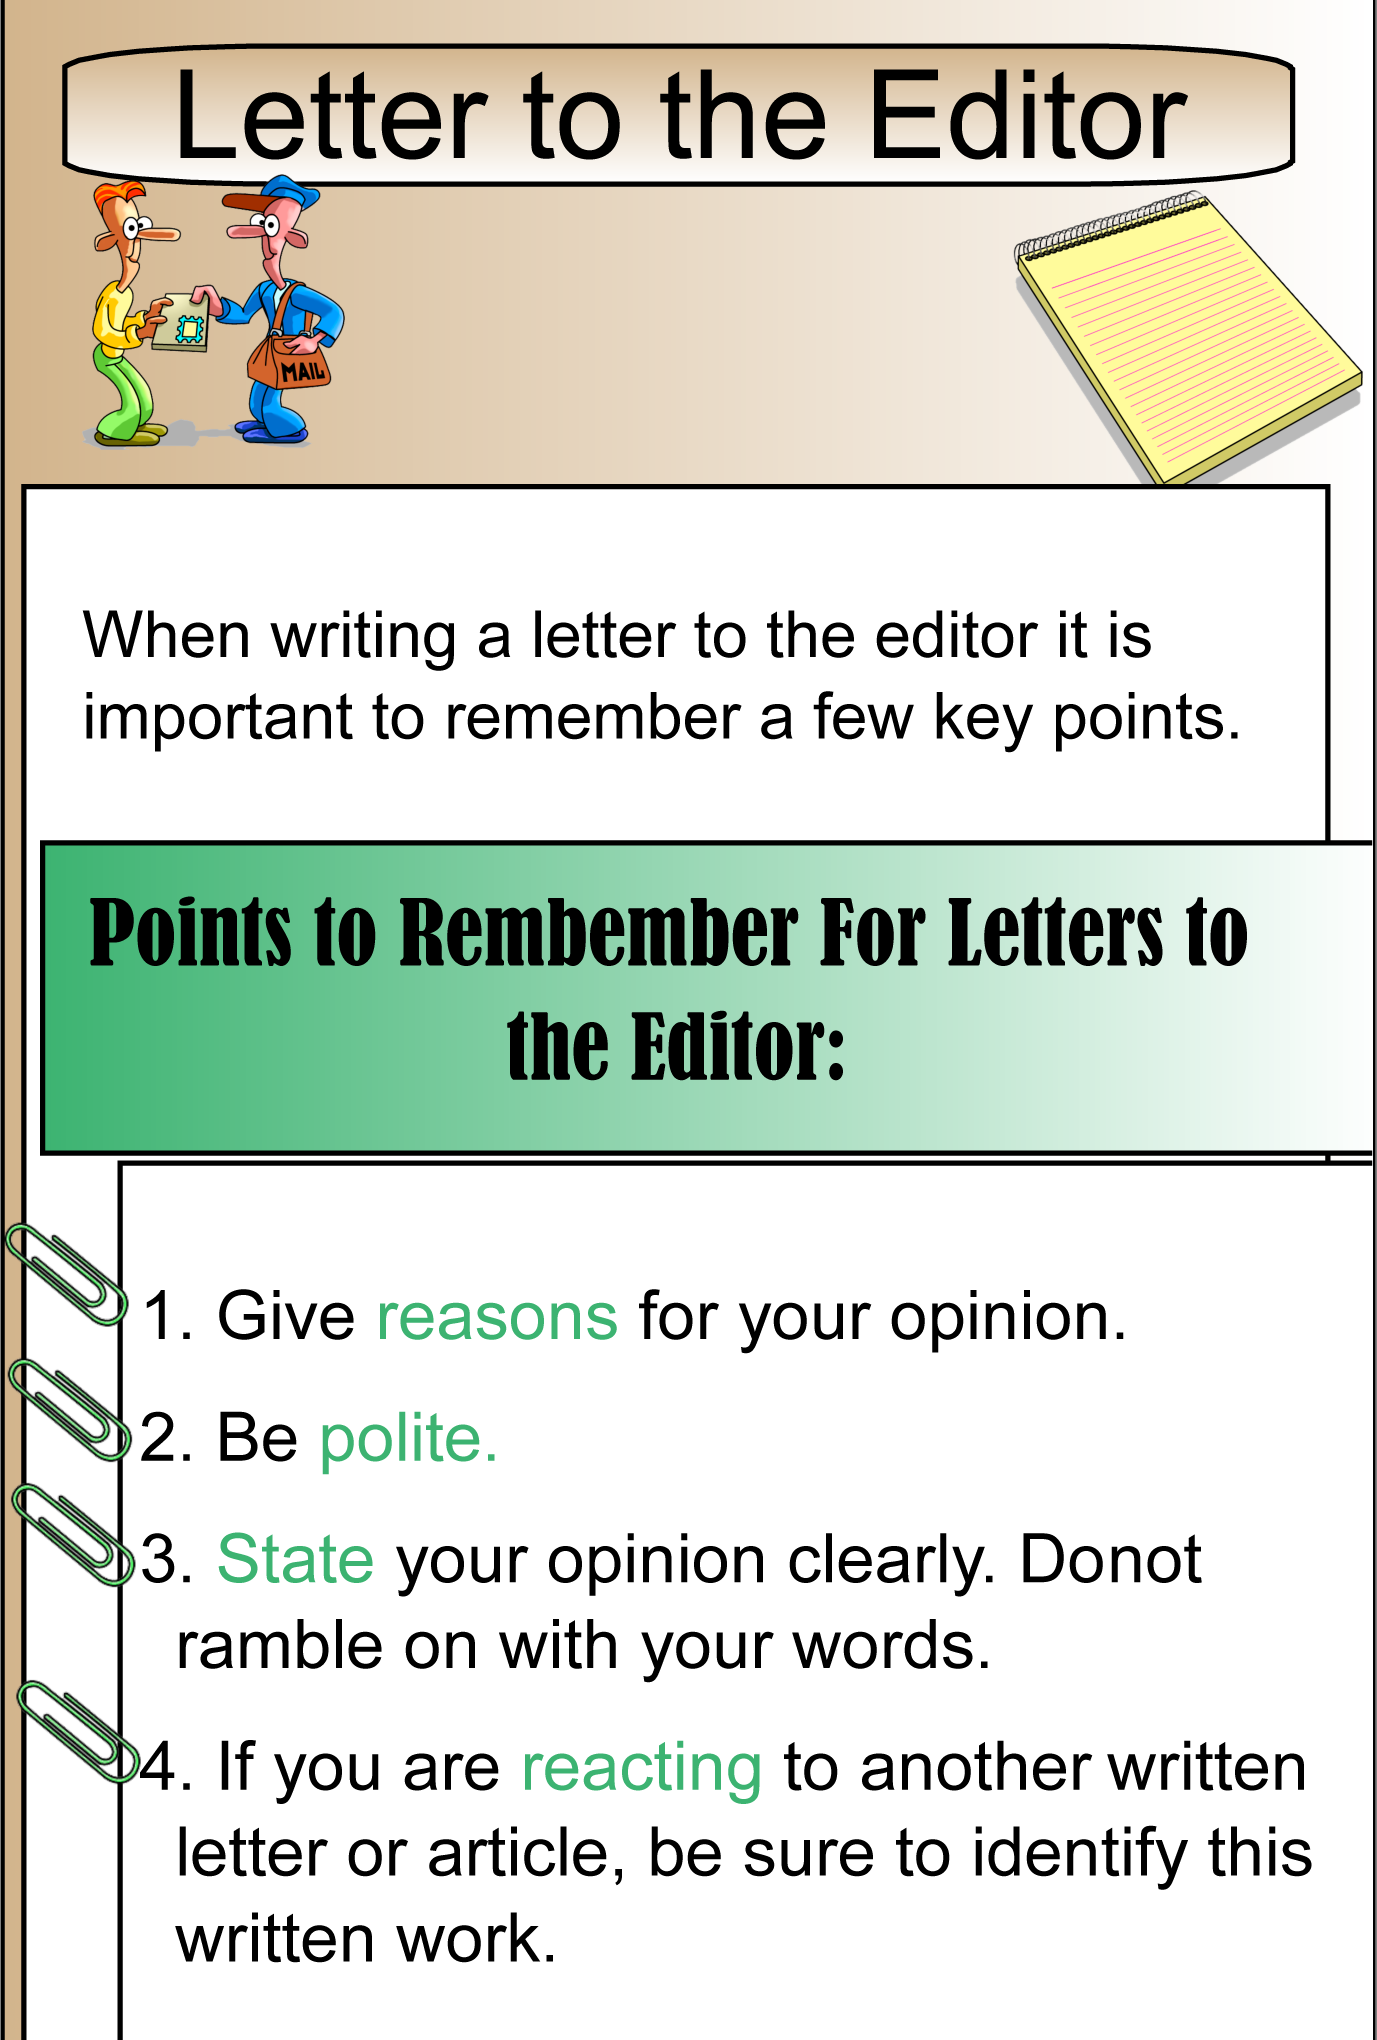 Letter to the Editor
MAIL
When writing a letter to the editor it is
important to remember a few key points.
Points to Rembember For Letters to
the Editor:
1. Give reasons for your opinion.
2. Be polite.
3. State your opinion clearly. Donot
ramble on with your words.
4. If you are reacting to another written
letter or article, be sure to identify this
written work.